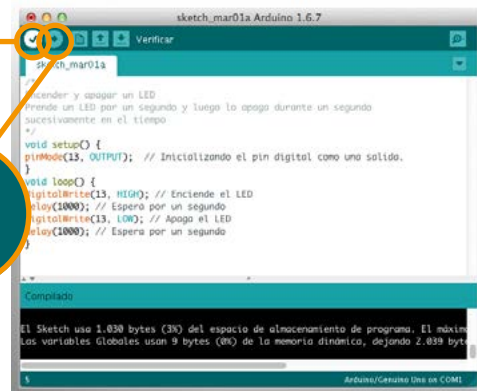 sketch_mar01a Arduino 1.6.7
Verificar
sketch_mar01a
/*
Encender y apagar un LED
Prende un LED por un segundo y luego lo apaga durante un segundo
sucesivamente en el tiempo
*/
void setup() {
pinMode(13, OUTPUT); // Inicializando el pin digital como una salida.
}
void loop() {
digitalWrite(13, HIGH); // Enciende el LED
delay(1000); // Espera por un segundo
digitalWrite(13, LOW); // Apaga el LED
delay(1000); // Espera por un segundo
}
Compilado
El Sketch usa 1.030 bytes (3%) del espacio de almacenamiento de programa. El máxim
Las variables Globales usan 9 bytes (0%) de la memoria dinámica, dejando 2.039 byt
5
Arduino/Genuino Uno on COM1